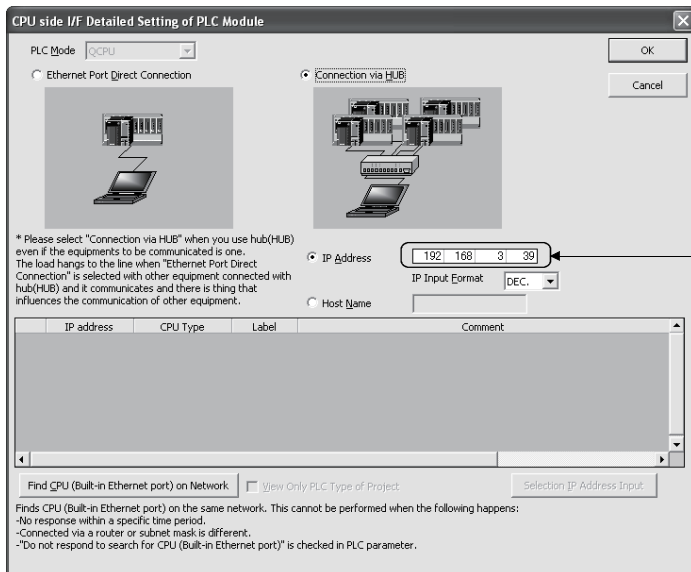 CPU side I/F Detailed Setting of PLC Module
PLC Mode QCPU
OK
Cancel
Ethernet Port Direct Connection
Connection via HUB
* Please select "Connection via HUB" when you use hub(HUB)
even if the equipments to be communicated is one.
The load hangs to the line when "Ethernet Port Direct
Connection" is selected with other equipment connected with
hub(HUB) and it communicates and there is thing that
influences the communication of other equipment.
IP Address 192 168 3 39
IP Input Format DEC.
Host Name
IP address CPU Type Label Comment
Find CPU (Built-in Ethernet port) on Network View Only PLC Type of Project Selection IP Address Input
Finds CPU (Built-in Ethernet port) on the same network. This cannot be performed when the following happens:
-No response within a specific time period.
-Connected via a router or subnet mask is different.
-"Do not respond to search for CPU (Built-in Ethernet port)" is checked in PLC parameter.